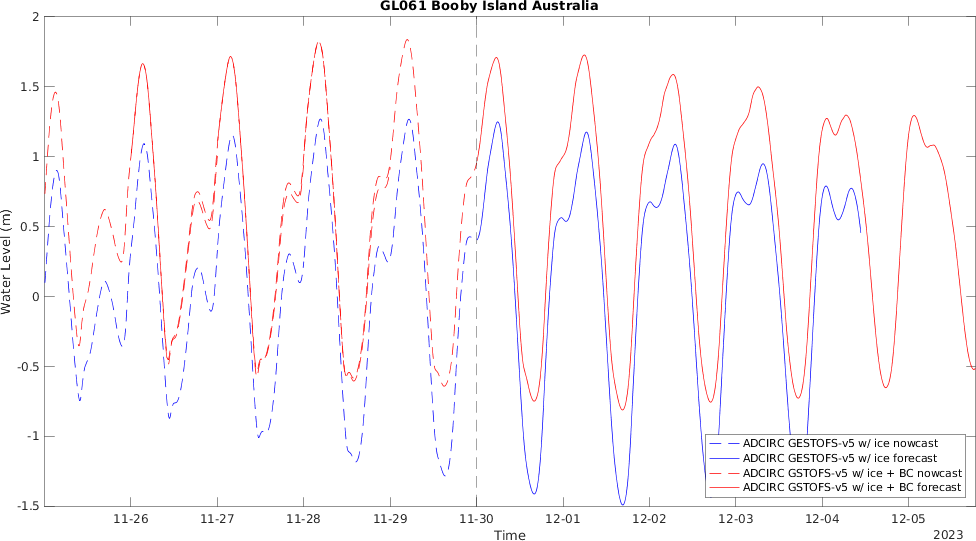 GL061 Booby Island Australia
2
1.5
1
0.5
0
-0.5
-1
-1.5
Water Level (m)
ADCIRC GESTOFS-v5 w/ ice nowcast
ADCIRC GESTOFS-v5 w/ ice forecast
ADCIRC GSTOFS-v5 w/ ice + BC nowcast
ADCIRC GSTOFS-v5 w/ ice + BC forecast
11-26 11-27 11-28 11-29 11-30 12-01 12-02 12-03 12-04 12-05
Time
2023